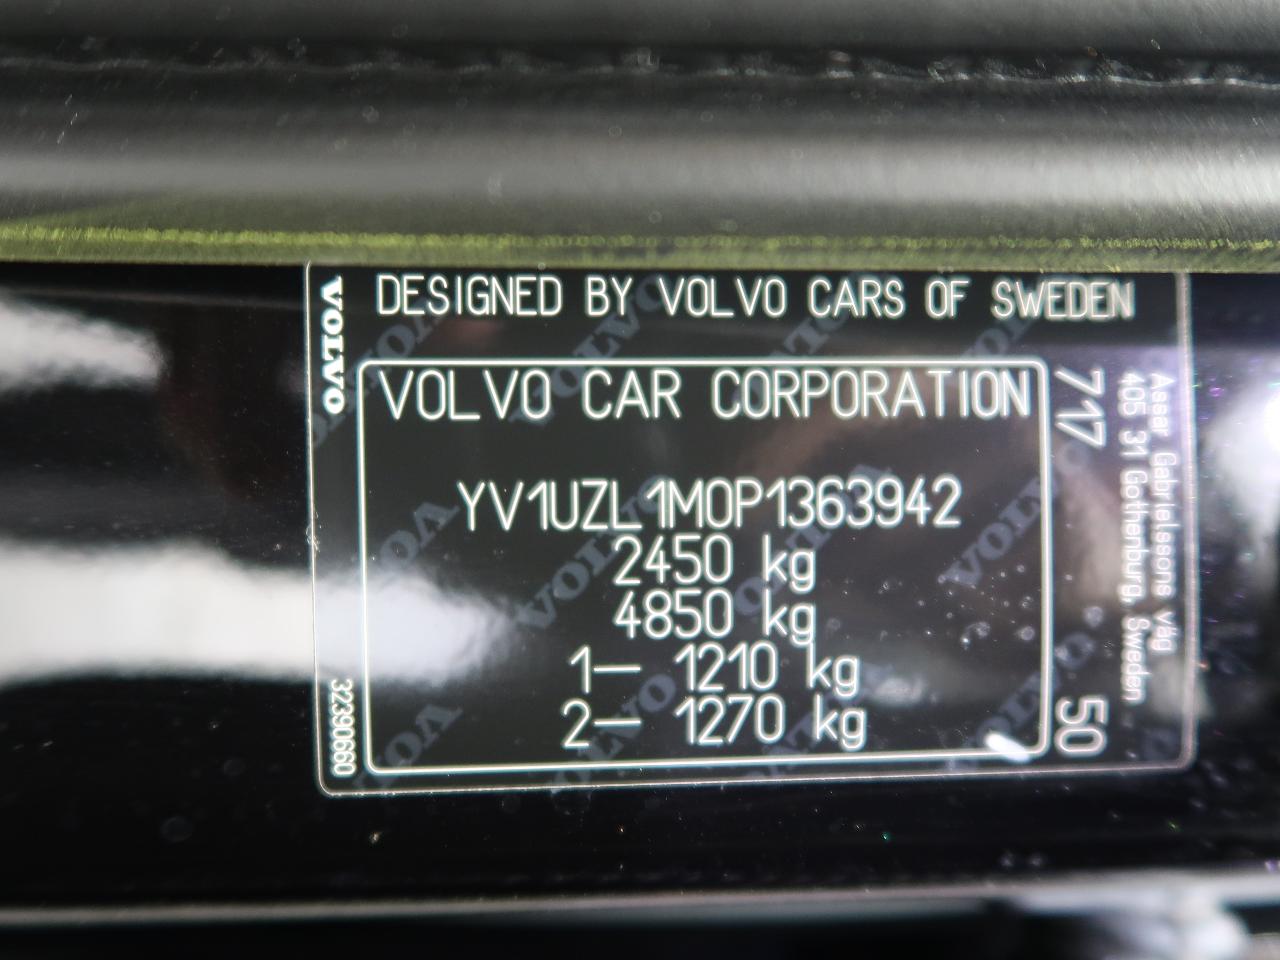 DESIGNED BY VOLVO CARS OF SWEDEN
VOLVO
VOLVO CAR CORPORATION
YV1UZL1M0P1363942
2450 kg
4850 kg
1– 1210 kg
2– 1270 kg
32390660
717
50
Assar Gabrielssons väg
405 31 Gothenburg, Sweden